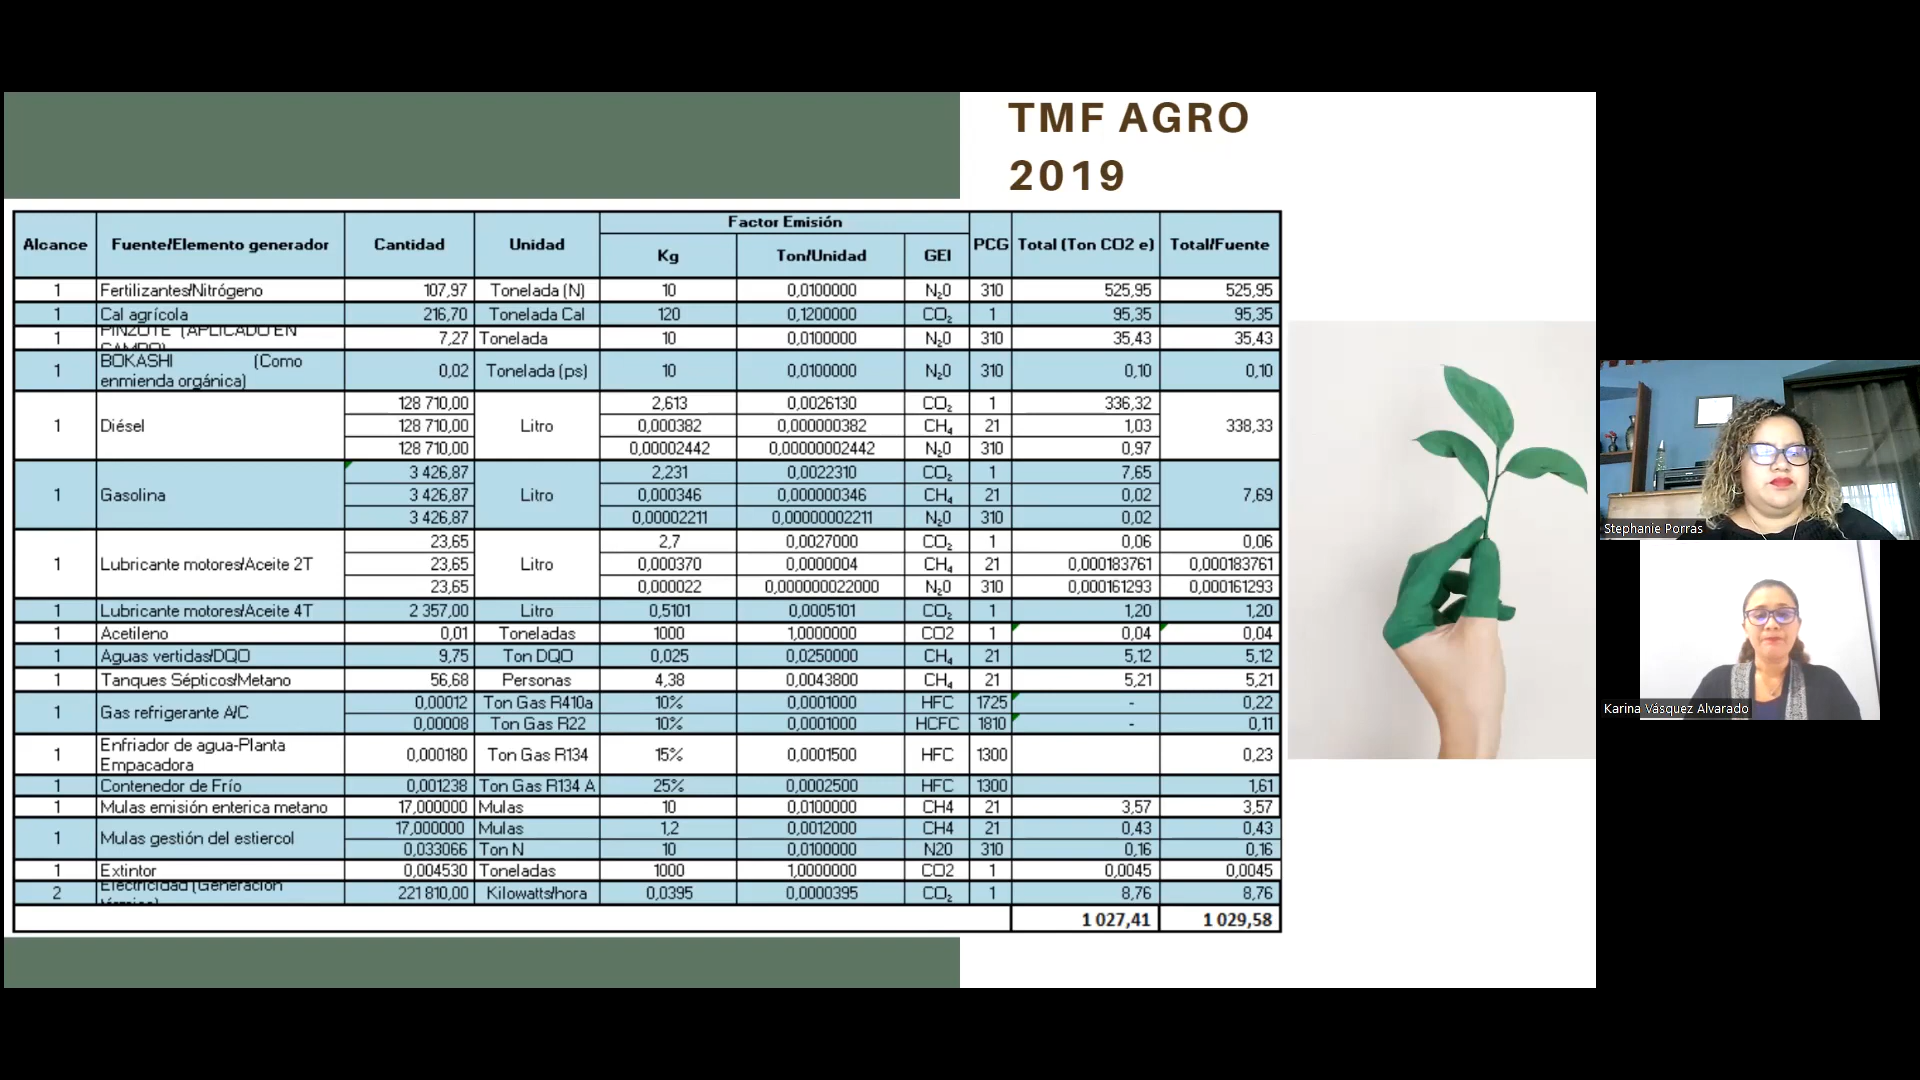 TMF AGRO
2019
Alcance Fuente/Elemento generador Cantidad Unidad Factor Emisión PCG Total (Ton CO2 e) Total/Fuente
Kg Ton/Unidad GEI
1 Fertilizantes/Nitrógeno 107,97 Tonelada (N) 10 0,0100000 N₂0 310 525,95 525,95
1 Cal agrícola 216,70 Tonelada Cal 120 0,1200000 CO₂ 1 95,35 95,35
1 PINZOTE (APLICADO EN CAMPO) 7,27 Tonelada 10 0,0100000 N₂0 310 35,43 35,43
1 BOKASHI (Como
enmienda orgánica) 0,02 Tonelada (ps) 10 0,0100000 N₂0 310 0,10 0,10
128 710,00 2,613 0,0026130 CO₂ 1 336,32
1 Diésel 128 710,00 Litro 0,000382 0,000000382 CH₄ 21 1,03 338,33
128 710,00 0,00002442 0,00000002442 N₂0 310 0,97
3 426,87 2,231 0,0022310 CO₂ 1 7,65
1 Gasolina 3 426,87 Litro 0,000346 0,000000346 CH₄ 21 0,02 7,69
3 426,87 0,00002211 0,00000002211 N₂0 310 0,02
23,65 2,7 0,0027000 CO₂ 1 0,06 0,06
1 Lubricante motores/Aceite 2T 23,65 Litro 0,000370 0,0000004 CH₄ 21 0,000183761 0,000183761
23,65 0,000022 0,000000022000 N₂0 310 0,000161293 0,000161293
1 Lubricante motores/Aceite 4T 2 357,00 Litro 0,5101 0,0005101 CO₂ 1 1,20 1,20
1 Acetileno 0,01 Toneladas 1000 1,0000000 CO2 1 0,04 0,04
1 Aguas vertidas/DQO 9,75 Ton DQO 0,025 0,0250000 CH₄ 21 5,12 5,12
1 Tanques Sépticos/Metano 56,68 Personas 4,38 0,0043800 CH₄ 21 5,21 5,21
1 Gas refrigerante A/C 0,00012 Ton Gas R410a 10% 0,0001000 HFC 1725 - 0,22
0,00008 Ton Gas R22 10% 0,0001000 HCFC 1810 - 0,11
1 Enfriador de agua-Planta
Empacadora 0,000180 Ton Gas R134 15% 0,0001500 HFC 1300 0,23
1 Contenedor de Frío 0,001238 Ton Gas R134 A 25% 0,0002500 HFC 1300 1,61
1 Mulas emisión enterica metano 17,000000 Mulas 10 0,0100000 CH4 21 3,57 3,57
1 Mulas gestión del estiercol 17,000000 Mulas 1,2 0,0012000 CH4 21 0,43 0,43
0,033066 Ton N 10 0,0100000 N20 310 0,16 0,16
1 Extintor 0,004530 Toneladas 1000 1,0000000 CO2 1 0,0045 0,0045
2 Electricidad (Generación 221 810,00 Kilowatts/hora 0,0395 0,0000395 CO₂ 1 8,76 8,76
1 027,41 1 029,58
Stephanie Porras
Karina Vásquez Alvarado